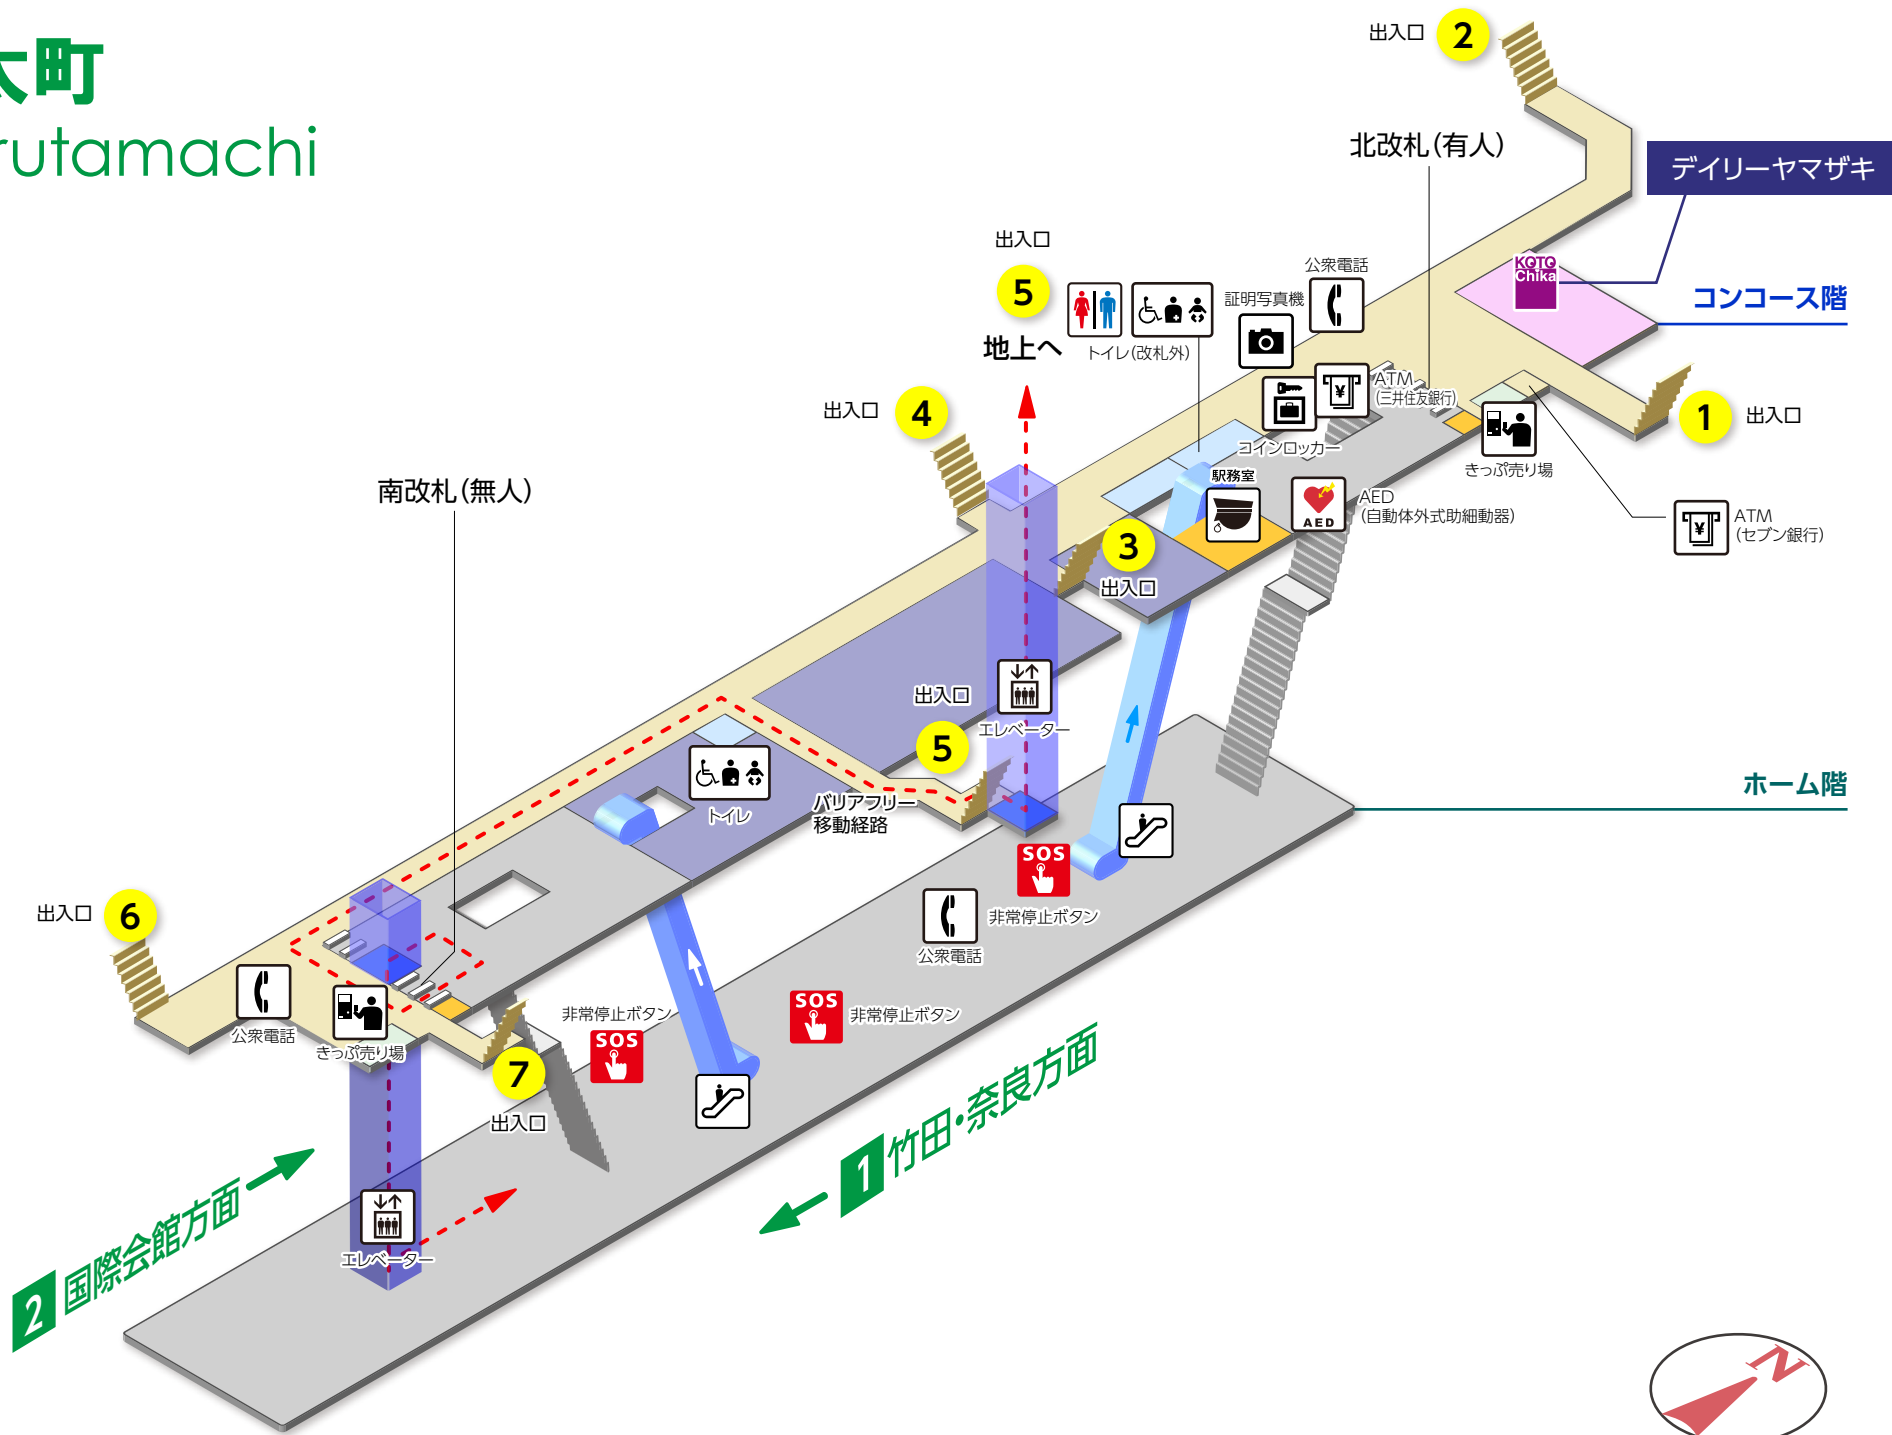 太町
rutamachi
出入口 2
北改札(有人)
デイリーヤマザキ
KOTO
Chika
コンコース階
出入口
5
地上へ
トイレ(改札外)
証明写真機
公衆電話
ATM
(三井住友銀行)
コインロッカー
きっぷ売り場
1 出入口
ATM
(セブン銀行)
出入口 4
駅務室
AED
AED
(自動体外式除細動器)
3
出入口
南改札(無人)
出入口
5
エレベーター
トイレ
バリアフリー
移動経路
ホーム階
SOS
非常停止ボタン
公衆電話
出入口 6
公衆電話
きっぷ売り場
非常停止ボタン
SOS
SOS
非常停止ボタン
7
出入口
エレベーター
1 竹田・奈良方面
2 国際会館方面
N